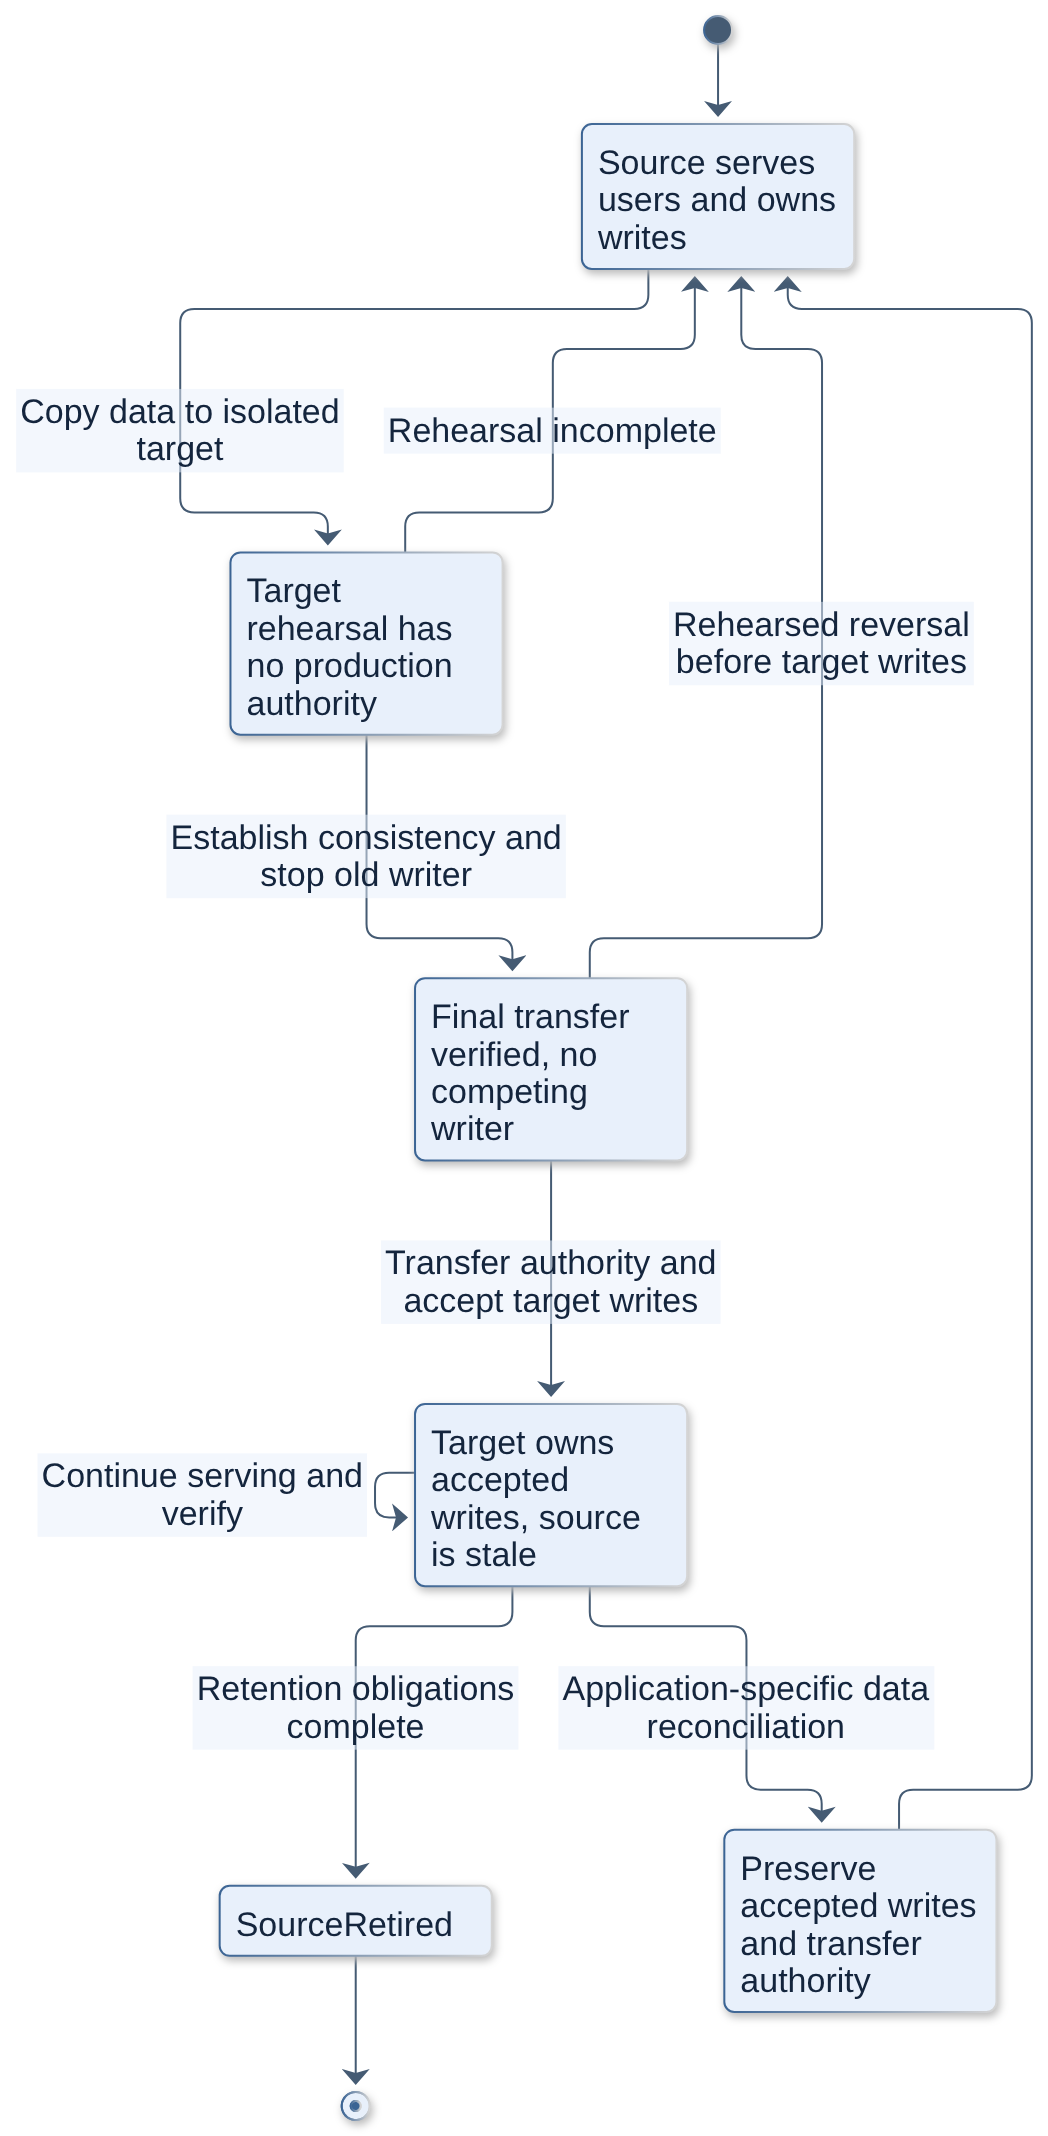 Source serves
users and owns
writes
Copy data to isolated
target
Rehearsal incomplete
Target
rehearsal has
no production
authority
Rehearsed reversal
before target writes
Establish consistency and
stop old writer
Final transfer
verified, no
competing
writer
Transfer authority and
accept target writes
Target owns
accepted
writes, source
is stale
Continue serving and
verify
Retention obligations
complete
Application-specific data
reconciliation
SourceRetired
Preserve
accepted writes
and transfer
authority